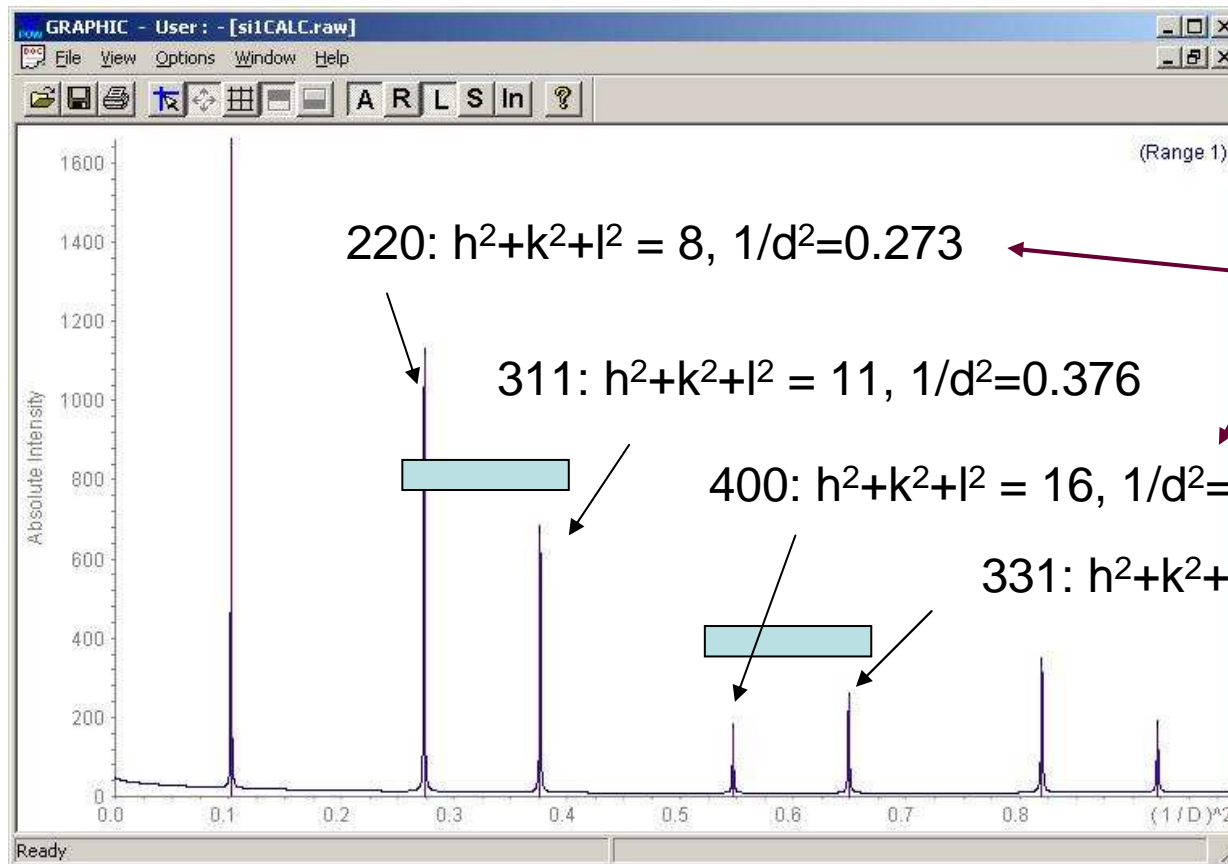 GRAPHIC - User : - [si1CALC.raw]
File View Options Window Help
A R L S In
(Range 1)
Absolute Intensity
1600
1400
1200
1000
800
600
400
200
0
220: h²+k²+l² = 8, 1/d²=0.273
311: h²+k²+l² = 11, 1/d²=0.376
400: h²+k²+l² = 16, 1/d²=
331: h²+k²+
0.0 0.1 0.2 0.3 0.4 0.5 0.6 0.7 0.8 (1/D)^2
Ready